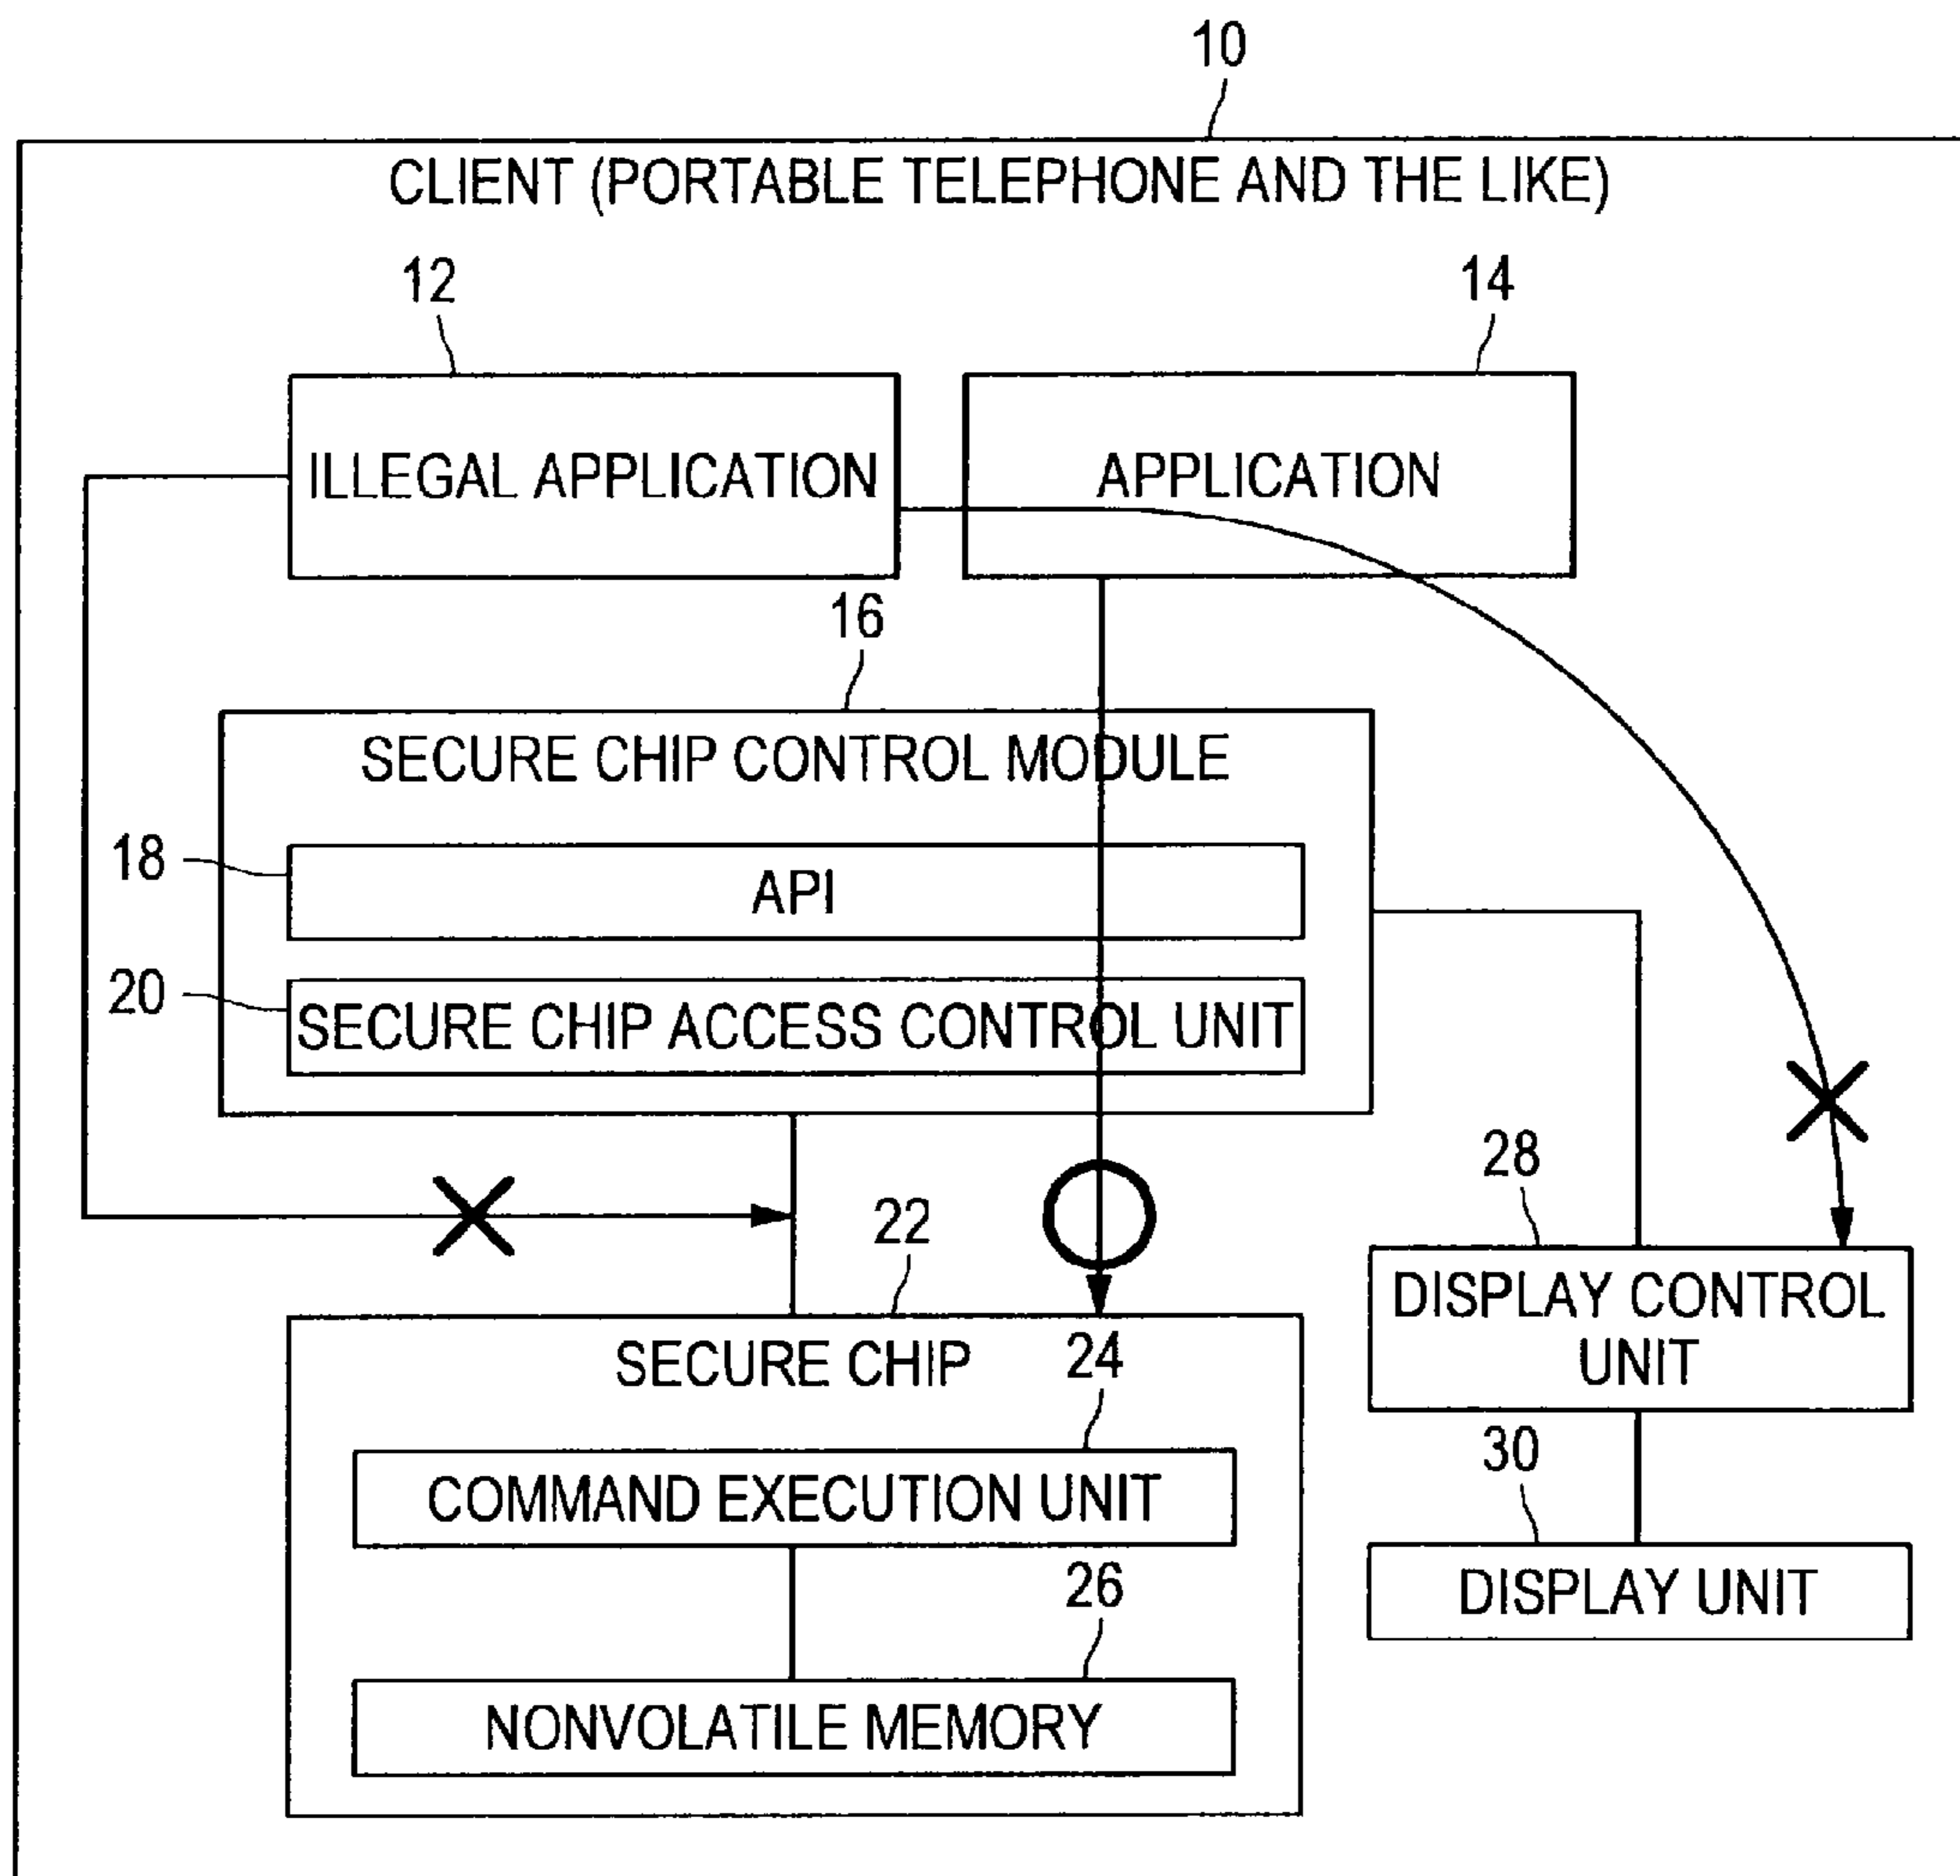 10
CLIENT (PORTABLE TELEPHONE AND THE LIKE)
12
14
ILLEGAL APPLICATION
APPLICATION
16
SECURE CHIP CONTROL MODULE
18
API
20
SECURE CHIP ACCESS CONTROL UNIT
22
28
SECURE CHIP
24
DISPLAY CONTROL
UNIT
COMMAND EXECUTION UNIT
30
26
DISPLAY UNIT
NONVOLATILE MEMORY